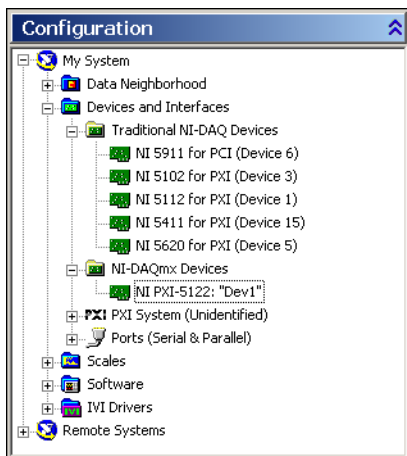 Configuration
My System
Data Neighborhood
Devices and Interfaces
Traditional NI-DAQ Devices
NI 5911 for PCI (Device 6)
NI 5102 for PXI (Device 3)
NI 5112 for PXI (Device 1)
NI 5411 for PXI (Device 15)
NI 5620 for PXI (Device 5)
NI-DAQmx Devices
NI PXI-5122: "Dev1"
PXI PXI System (Unidentified)
Ports (Serial & Parallel)
Scales
Software
IVI Drivers
Remote Systems